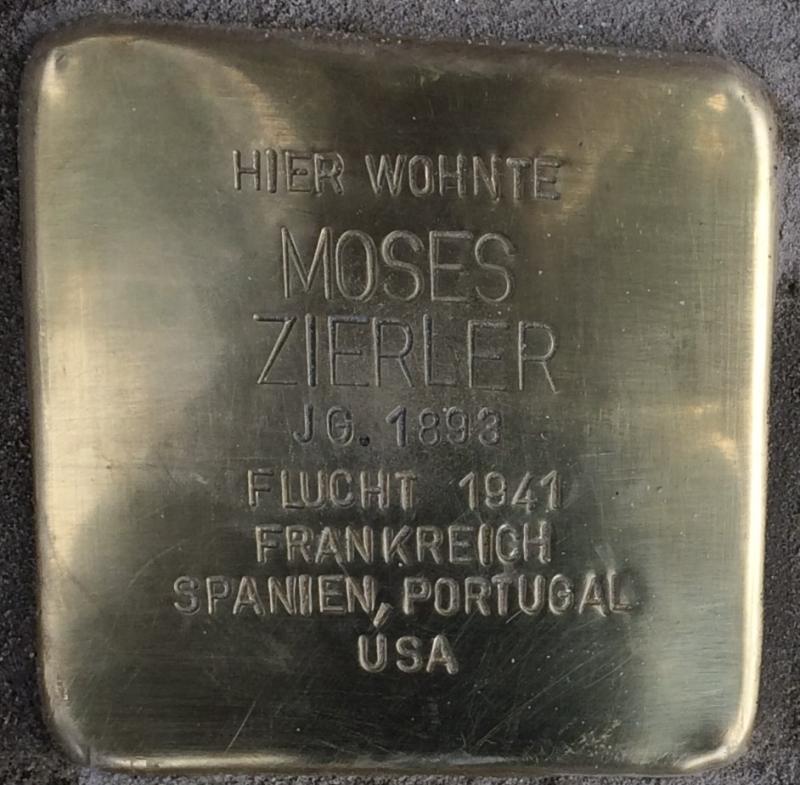 HIER WOHNTE
MOSES
ZIERLER
JG. 1893
FLUCHT 1941
FRANKREICH
SPANIEN, PORTUGAL
USA